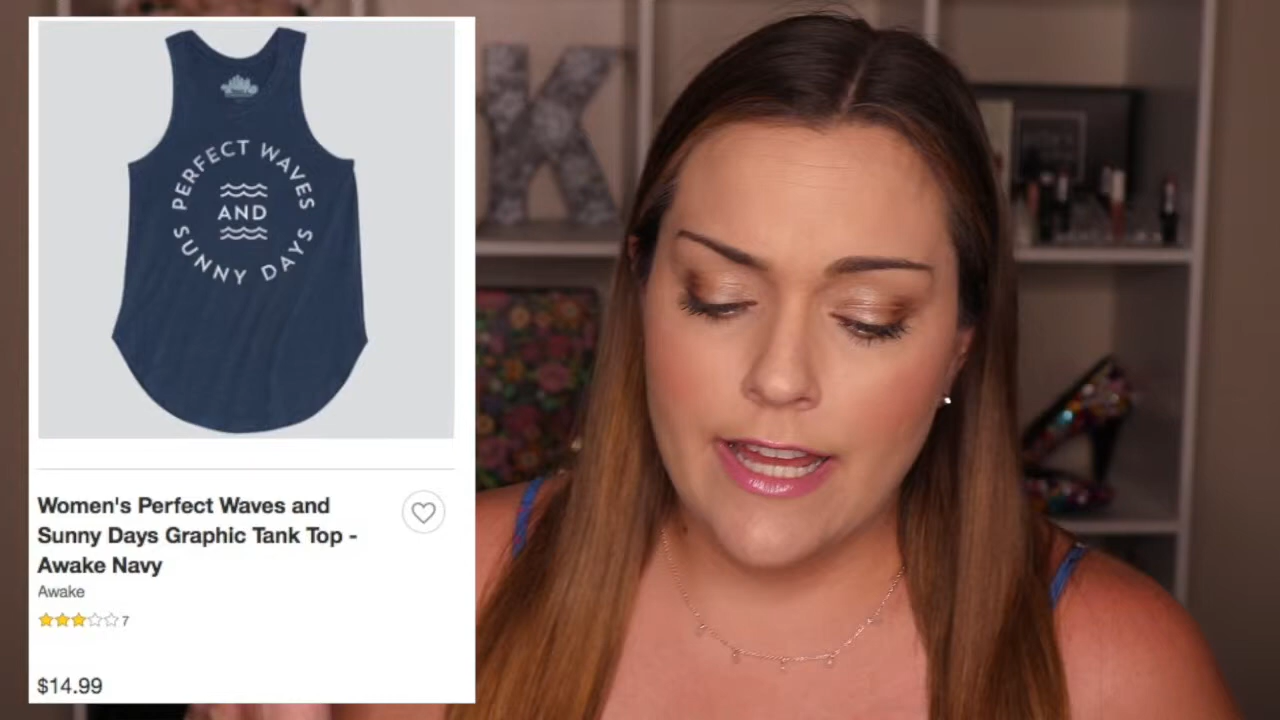 PERFECT WAVES
AND
SUNNY DAYS
Women's Perfect Waves and
Sunny Days Graphic Tank Top -
Awake Navy
Awake
7
$14.99
K